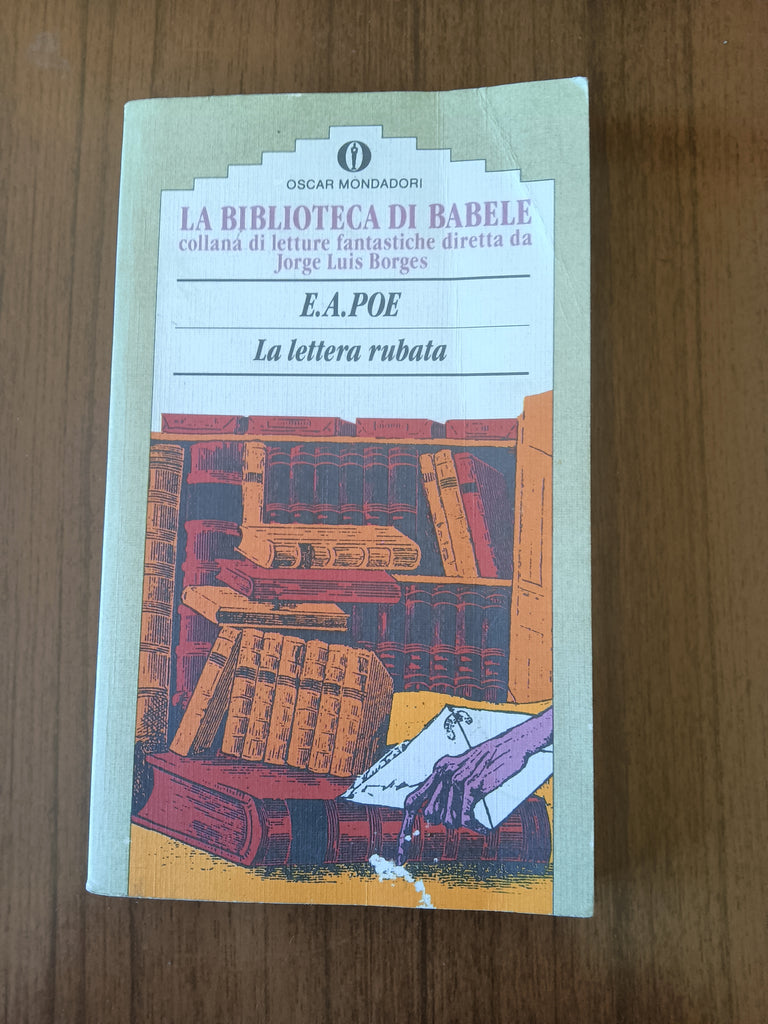 OSCAR MONDADORI
LA BIBLIOTECA DI BABELE
collana di letture fantastiche diretta da
Jorge Luis Borges
E.A.POE
La lettera rubata